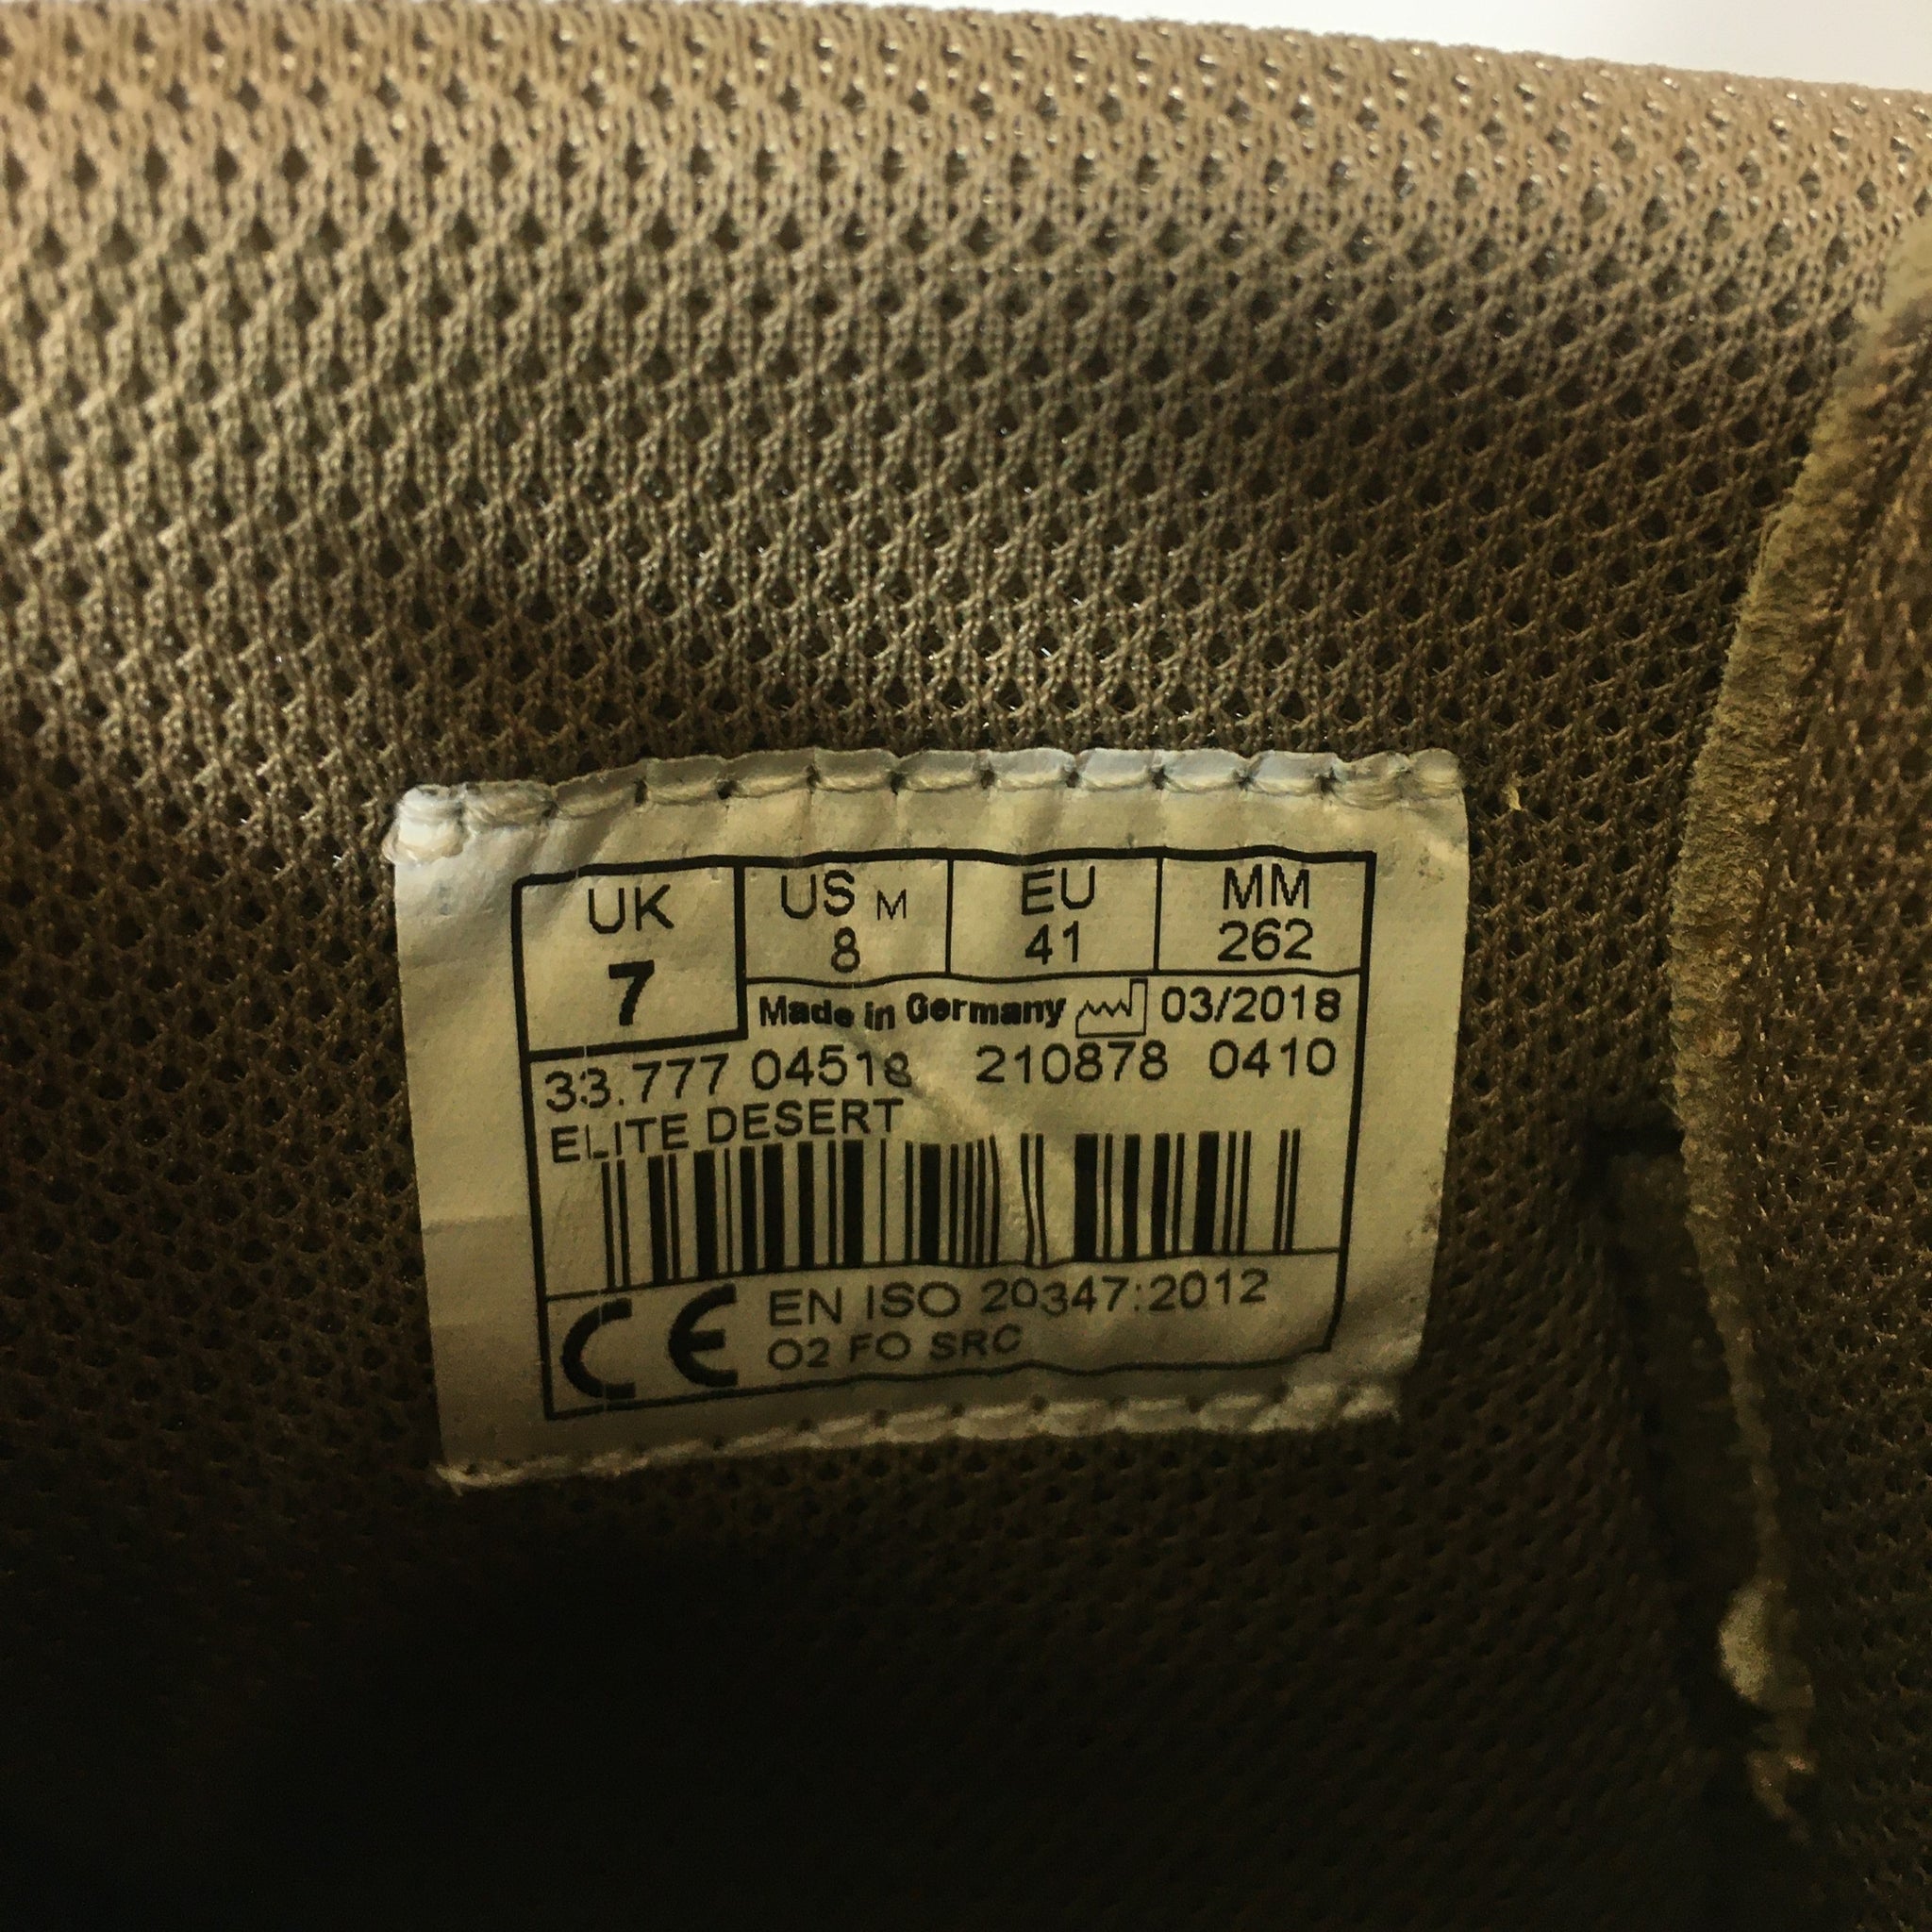 UK US M EU MM
7 8 41 262
Made in Germany 03/2018
33.777 04518 210878 0410
ELITE DESERT
CE EN ISO 20347:2012
O2 FO SRC